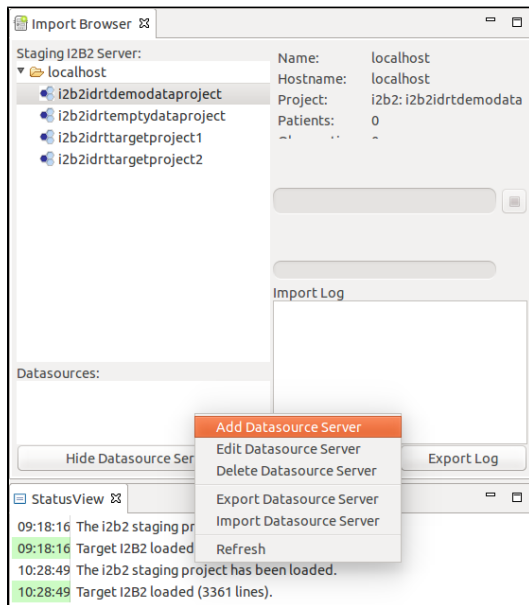 Import Browser
Staging I2B2 Server:
localhost
i2b2idrtdemodataproject
i2b2idrtemptydataproject
i2b2idrttargetproject1
i2b2idrttargetproject2
Name: localhost
Hostname: localhost
Project: i2b2: i2b2idrtdemodata
Patients: 0
Import Log
Datasources:
Add Datasource Server
Edit Datasource Server
Delete Datasource Server
Export Datasource Server
Import Datasource Server
Refresh
Hide Datasource Ser
Export Log
StatusView
09:18:16 The i2b2 staging pr
09:18:16 Target I2B2 loaded
10:28:49 The i2b2 staging project has been loaded.
10:28:49 Target I2B2 loaded (3361 lines).